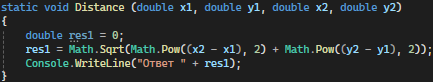 static void Distance (double x1, double y1, double x2, double y2)
{
double res1 = 0;
res1 = Math.Sqrt(Math.Pow((x2 - x1), 2) + Math.Pow((y2 - y1), 2));
Console.WriteLine("Ответ " + res1);
}